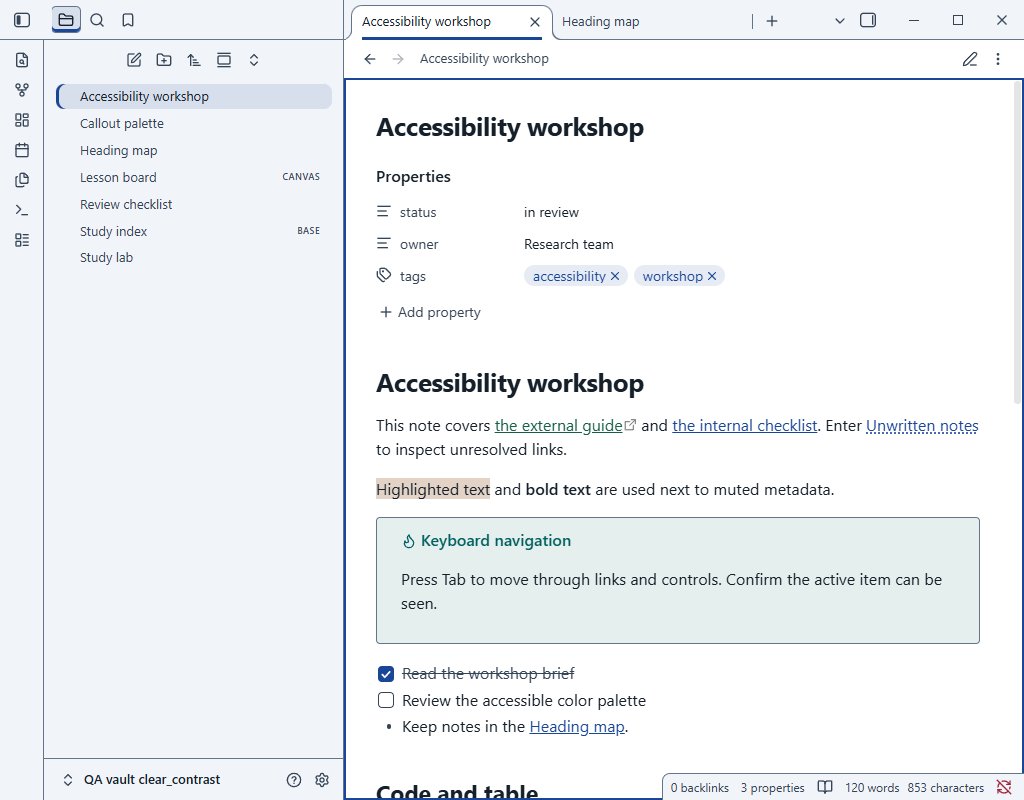 Accessibility workshop
Heading map
Accessibility workshop
Accessibility workshop
Callout palette
Heading map
Lesson board CANVAS
Review checklist
Study index BASE
Study lab
QA vault clear_contrast
Accessibility workshop
Properties
status in review
owner Research team
tags accessibility workshop
Add property
Accessibility workshop
This note covers the external guide and the internal checklist. Enter Unwritten notes
to inspect unresolved links.
Highlighted text and bold text are used next to muted metadata.
Keyboard navigation
Press Tab to move through links and controls. Confirm the active item can be
seen.
Read the workshop brief
Review the accessible color palette
Keep notes in the Heading map.
Code and table
0 backlinks 3 properties 120 words 853 characters